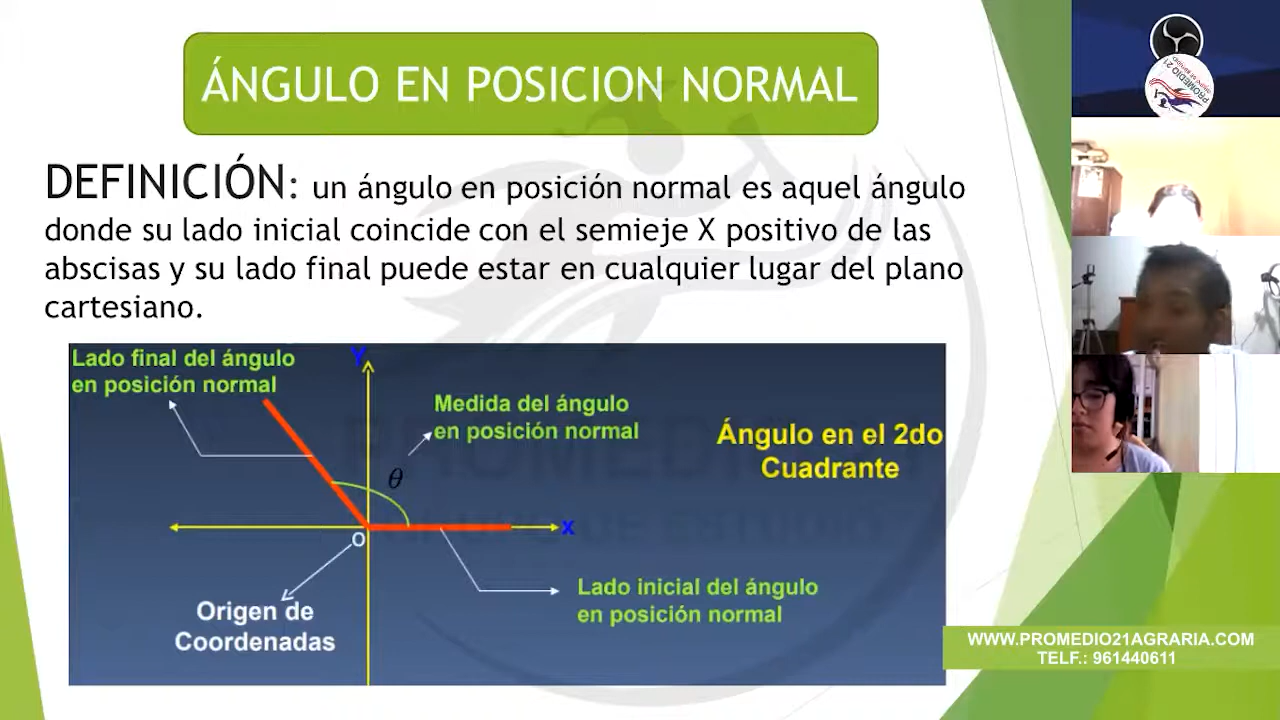 ÁNGULO EN POSICION NORMAL
DEFINICIÓN: un ángulo en posición normal es aquel ángulo
donde su lado inicial coincide con el semieje X positivo de las
abscisas y su lado final puede estar en cualquier lugar del plano
cartesiano.
Lado final del ángulo
en posición normal
Y
Medida del ángulo
en posición normal
θ
Ángulo en el 2do
Cuadrante
x
O
Origen de
Coordenadas
Lado inicial del ángulo
en posición normal
WWW.PROMEDIO21AGRARIA.COM
TELF.: 961440611
PROMEDIO 21